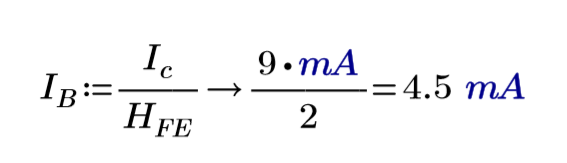 I_B := I_c / H_FE → 9·mA / 2 = 4.5 mA